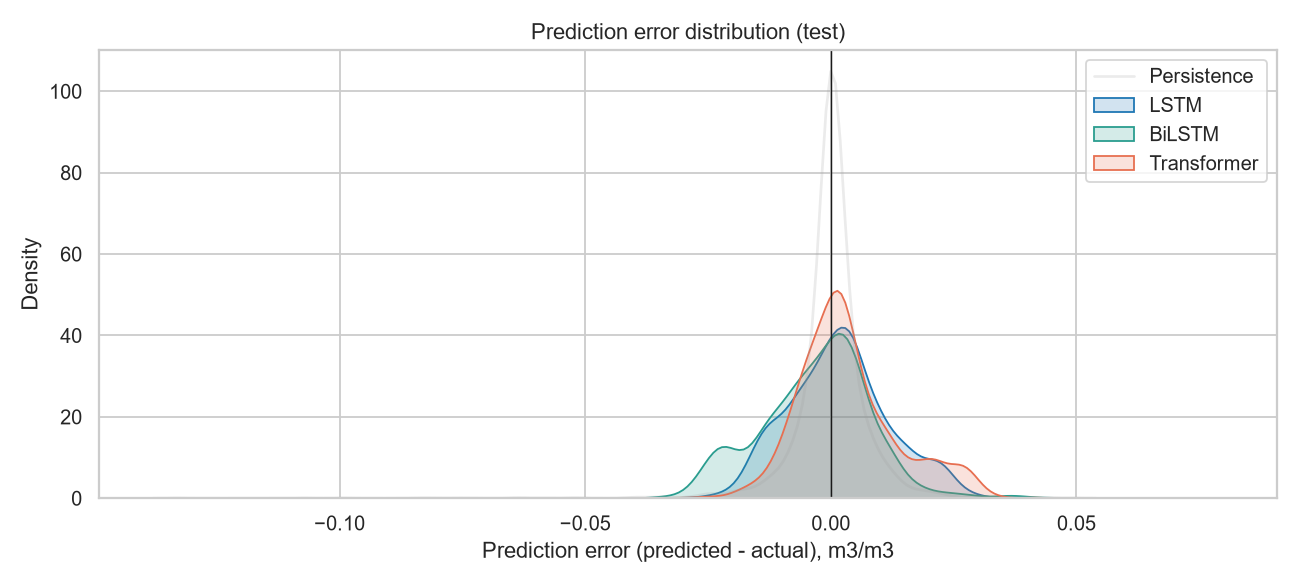 Prediction error distribution (test)
Persistence
LSTM
BiLSTM
Transformer
Density
100
80
60
40
20
0
−0.10
−0.05
0.00
0.05
Prediction error (predicted - actual), m3/m3